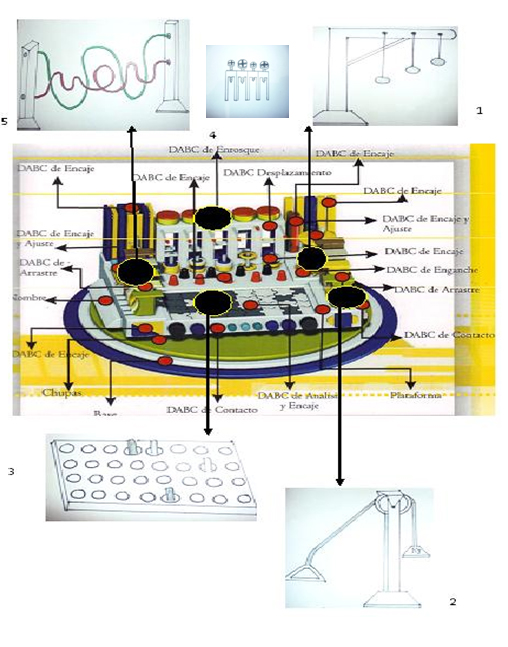 5
1
4
DABC de Enrosque
DABC de Encaje
DABC de Encaje
DABC de Encaje
DABC Desplazamiento
DABC de Encaje
DABC de Encaje
y Ajuste
DABC de Encaje y
Ajuste
DABC de
Arrastre
DABC de Encaje
DABC de Enganche
DABC de Arrastre
Nombre
DABC de Contacto
DABC de Encaje
Chupas
Base
DABC de Contacto
DABC de Analisi
y Encaje
Plataforma
3
2